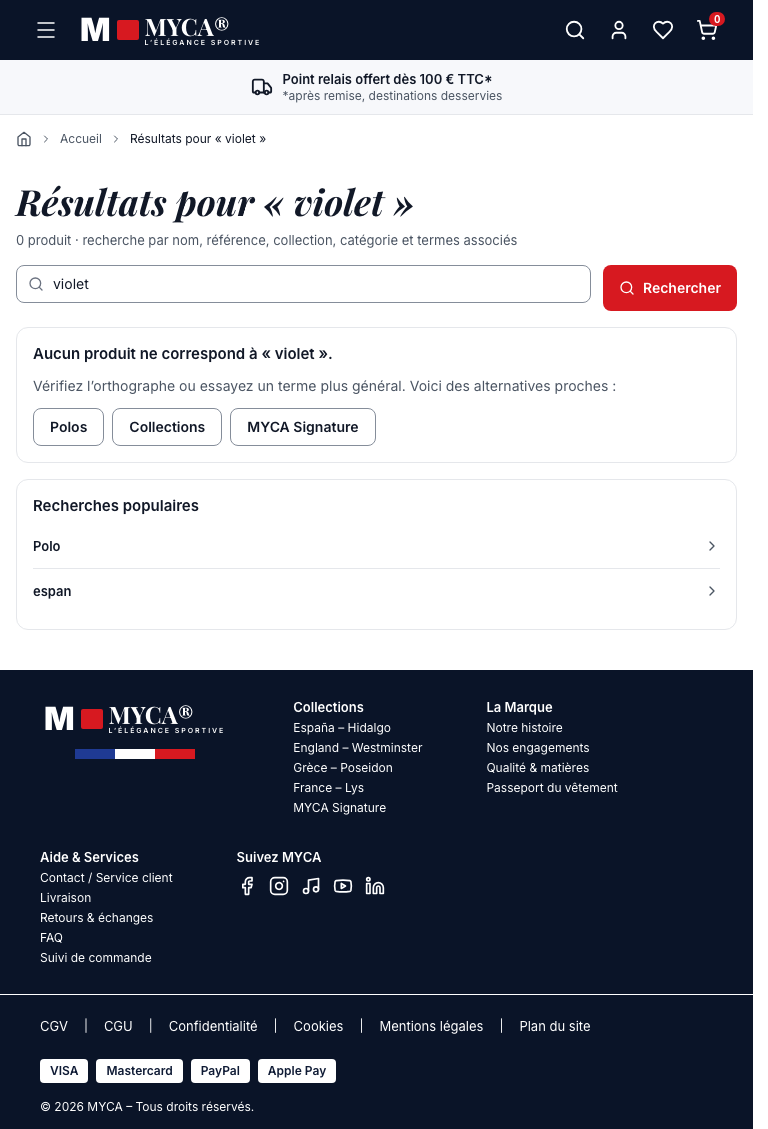 M MYCA®
L'ÉLÉGANCE SPORTIVE
0
Point relais offert dès 100 € TTC*
*après remise, destinations desservies
Accueil
Résultats pour « violet »
Résultats pour « violet »
0 produit · recherche par nom, référence, collection, catégorie et termes associés
violet
Rechercher
Aucun produit ne correspond à « violet ».
Vérifiez l’orthographe ou essayez un terme plus général. Voici des alternatives proches :
Polos
Collections
MYCA Signature
Recherches populaires
Polo
espan
M MYCA®
L'ÉLÉGANCE SPORTIVE
Collections
España – Hidalgo
England – Westminster
Grèce – Poseidon
France – Lys
MYCA Signature
La Marque
Notre histoire
Nos engagements
Qualité & matières
Passeport du vêtement
Aide & Services
Contact / Service client
Livraison
Retours & échanges
FAQ
Suivi de commande
Suivez MYCA
CGV | CGU | Confidentialité | Cookies | Mentions légales | Plan du site
VISA
Mastercard
PayPal
Apple Pay
© 2026 MYCA – Tous droits réservés.